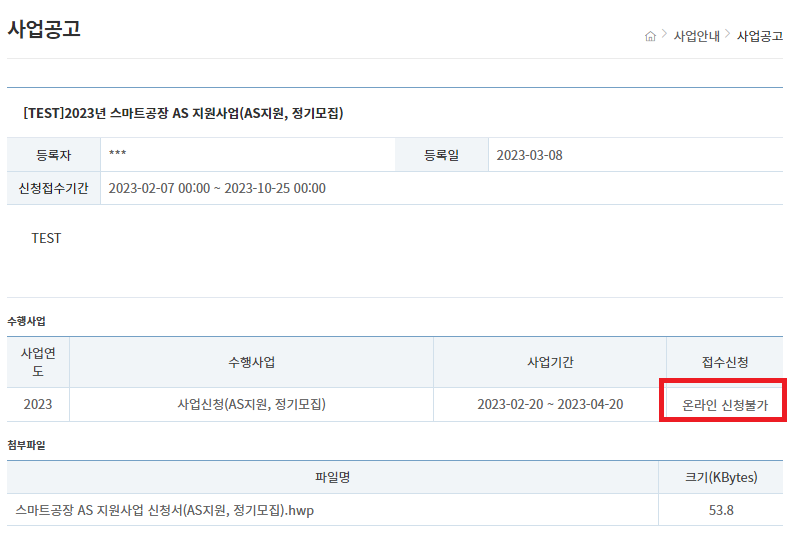 사업공고
사업안내 사업공고
[TEST]2023년 스마트공장 AS 지원사업(AS지원, 정기모집)
등록자 *** 등록일 2023-03-08
신청접수기간 2023-02-07 00:00 ~ 2023-10-25 00:00
TEST
수행사업
사업연
도 수행사업 사업기간 접수신청
2023 사업신청(AS지원, 정기모집) 2023-02-20 ~ 2023-04-20 온라인 신청불가
첨부파일
파일명 크기(KBytes)
스마트공장 AS 지원사업 신청서(AS지원, 정기모집).hwp 53.8